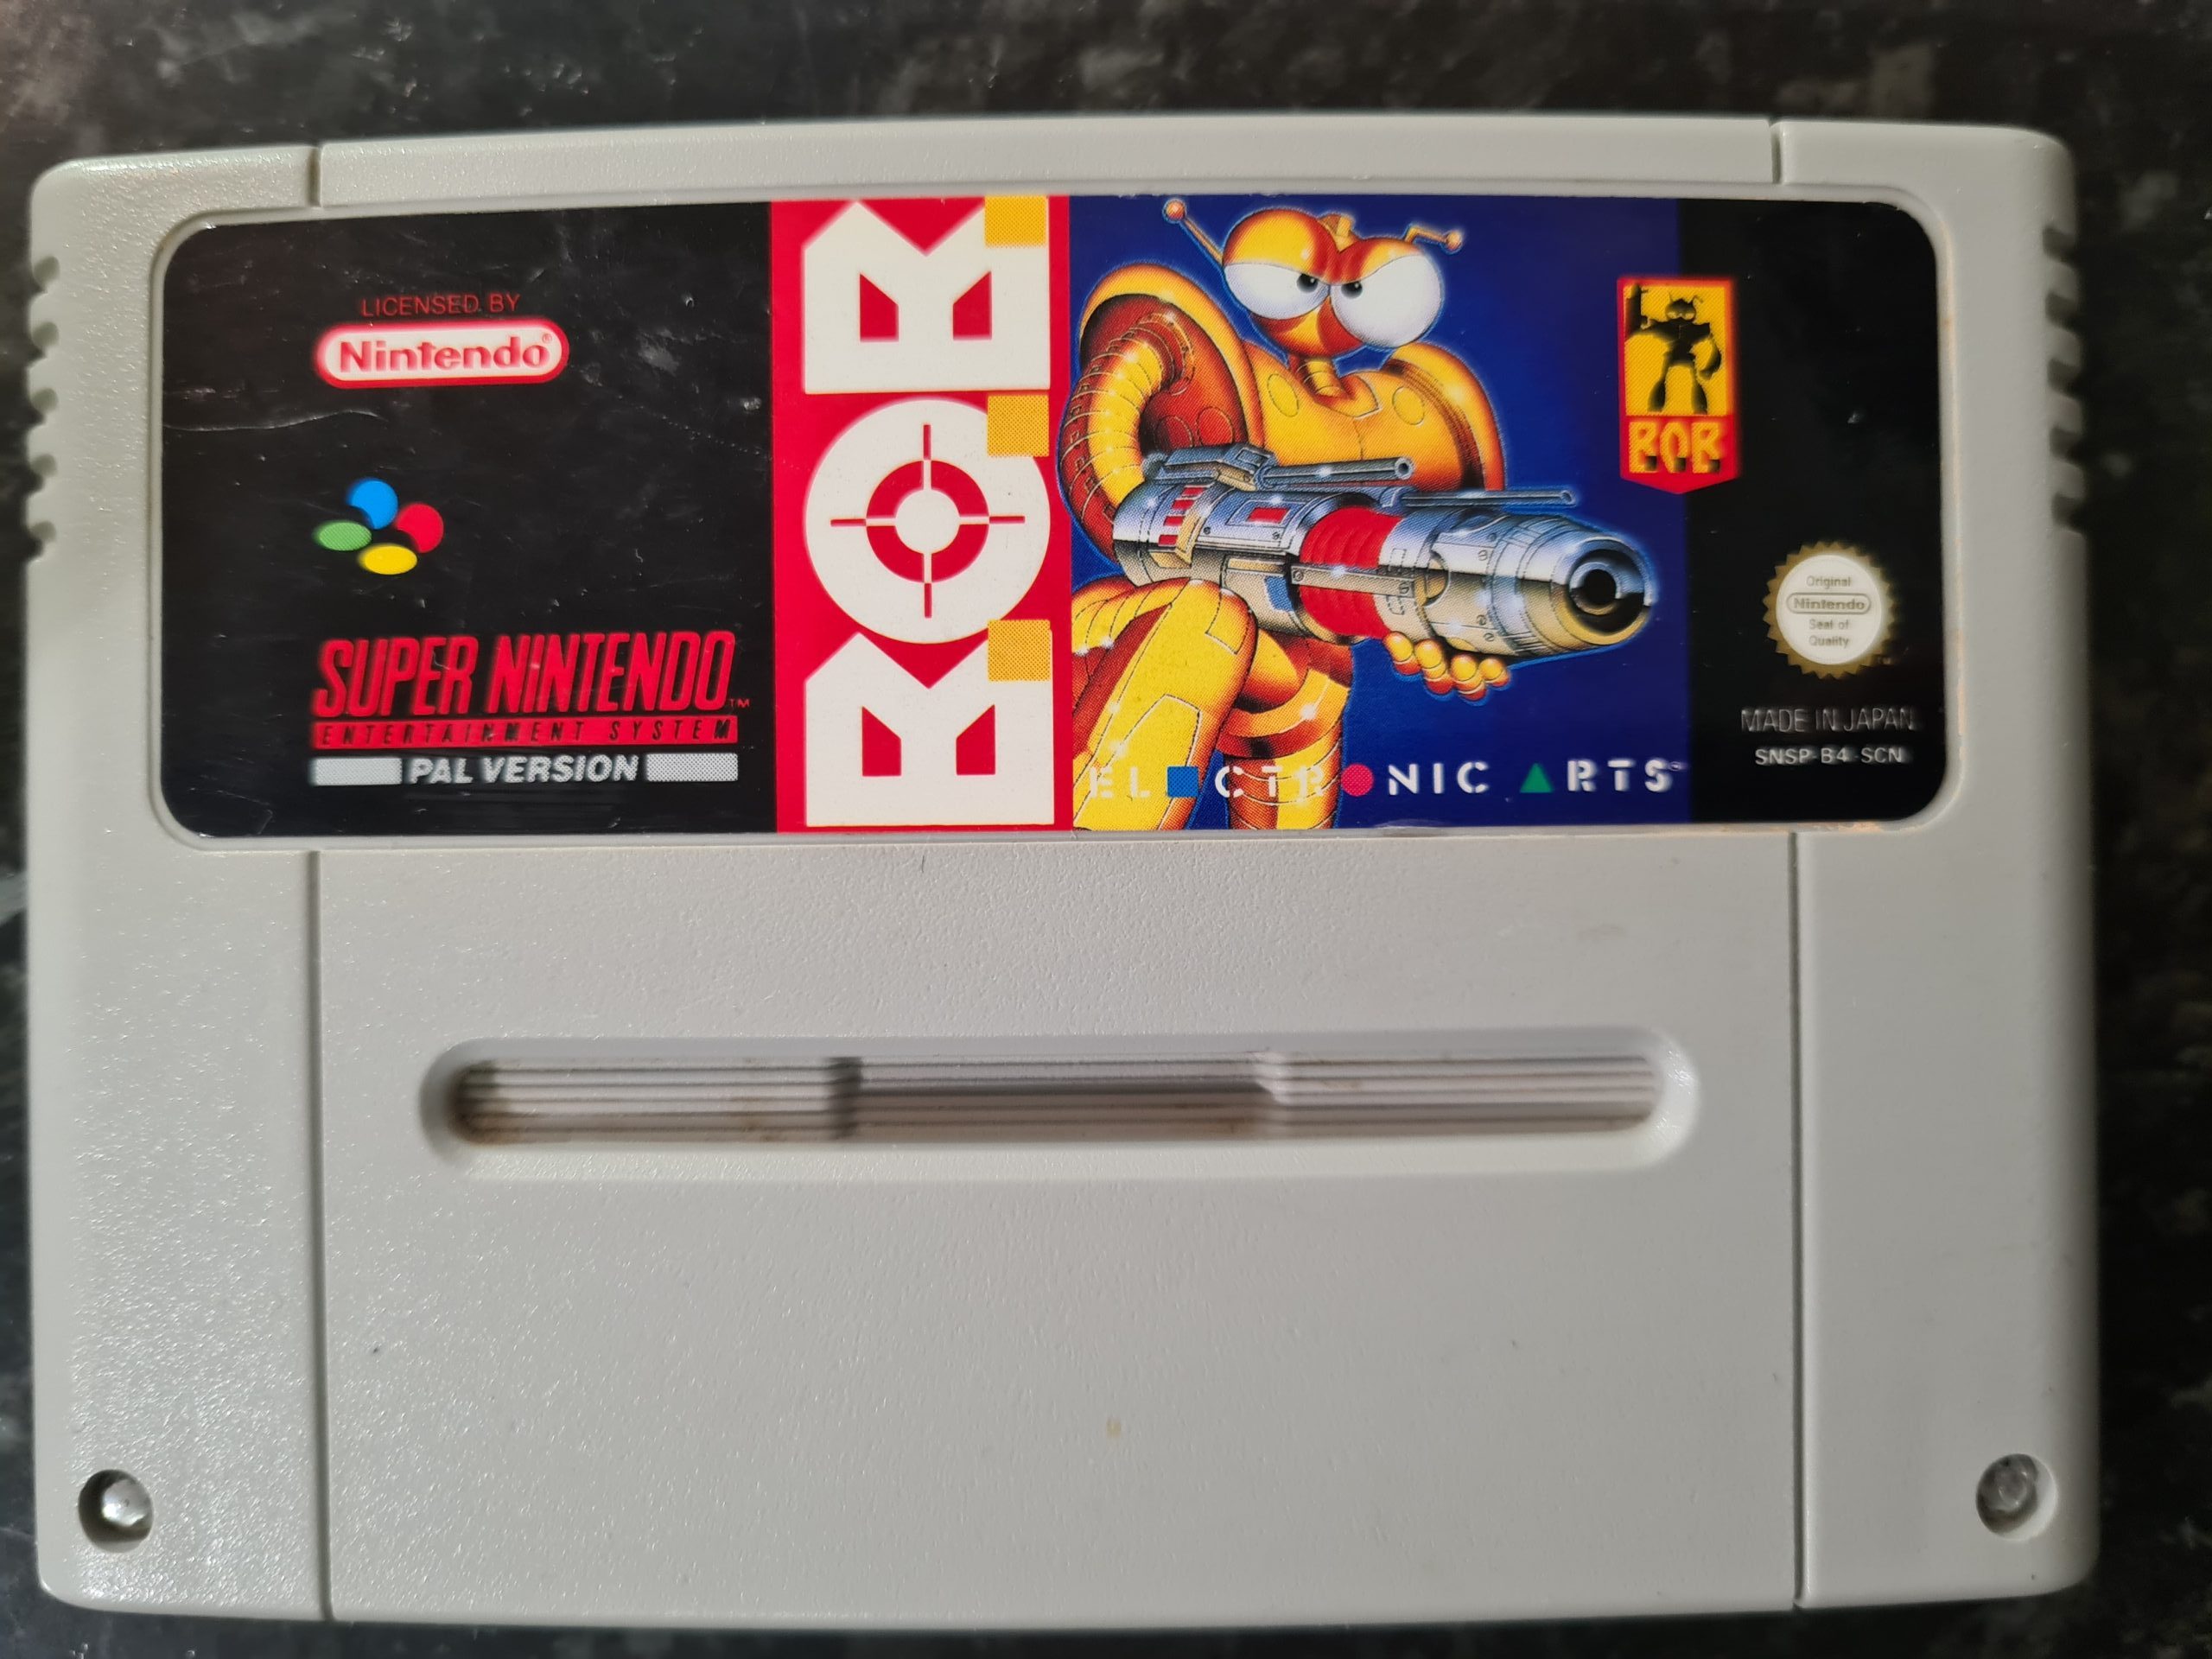 LICENSED BY
Nintendo®
SUPER NINTENDO™
ENTERTAINMENT SYSTEM
PAL VERSION
B.O.B.
ELECTRONIC ARTS
BOB
Original
Nintendo
Seal of
Quality
MADE IN JAPAN
SNSP-B4-SCN